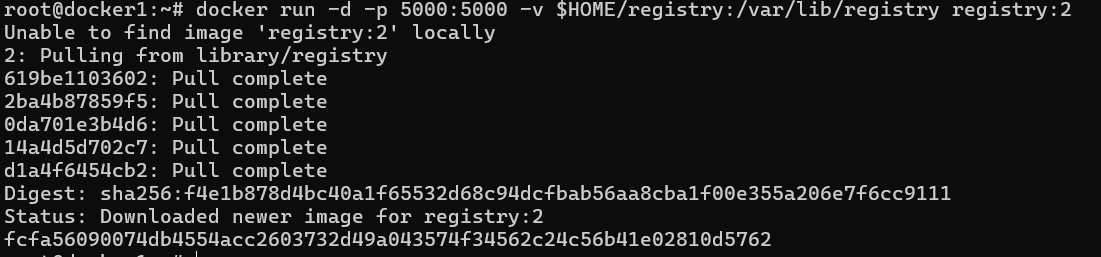 root@docker1:~# docker run -d -p 5000:5000 -v $HOME/registry:/var/lib/registry registry:2
Unable to find image 'registry:2' locally
2: Pulling from library/registry
619be1103602: Pull complete
2ba4b87859f5: Pull complete
0da701e3b4d6: Pull complete
14a4d5d702c7: Pull complete
d1a4f6454cb2: Pull complete
Digest: sha256:f4e1b878d4bc40a1f65532d68c94dcfbab56aa8cba1f00e355a206e7f6cc9111
Status: Downloaded newer image for registry:2
fcfa56090074db4554acc2603732d49a043574f34562c24c56b41e02810d5762